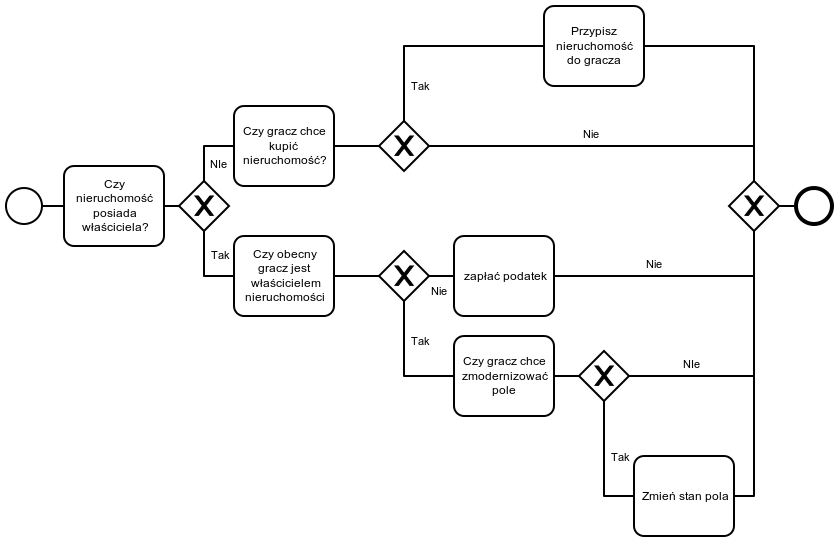 Przypisz
nieruchomość
do gracza
Tak
Czy gracz chce
kupić
nieruchomość?
Nie
NIe
Czy
nieruchomość
posiada
właściciela?
Tak
Czy obecny
gracz jest
właścicielem
nieruchomości
Nie
zapłać podatek
Nie
Tak
Czy gracz chce
zmodernizować
pole
NIe
Tak
Zmień stan pola